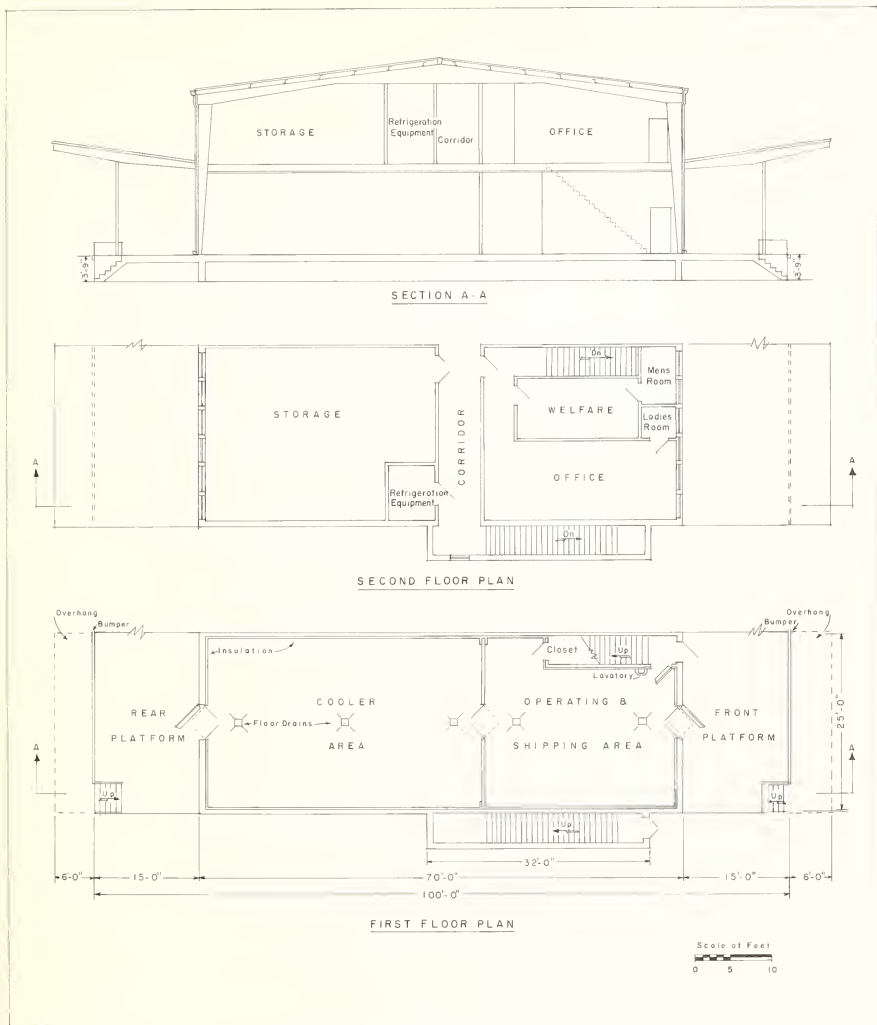 STORAGE
Refrigeration
Equipment
Corridor
OFFICE
3'-9"
3'-9"
SECTION A-A
On
Mens
Room
STORAGE
CORRIDOR
WELFARE
Ladies
Room
A
A
OFFICE
Refrigeration
Equipment
On
SECOND FLOOR PLAN
Overhang
Bumper
Overhang
Bumper
Insulation
Closet
Up
Lavatory
COOLER
AREA
OPERATING &
SHIPPING AREA
REAR
PLATFORM
Floor Drains
FRONT
PLATFORM
25'-0"
A
A
Up
Up
Up
32'-0"
6'-0"
15'-0"
70'-0"
15'-0"
6'-0"
100'-0"
FIRST FLOOR PLAN
Scale of Feet
0 5 10